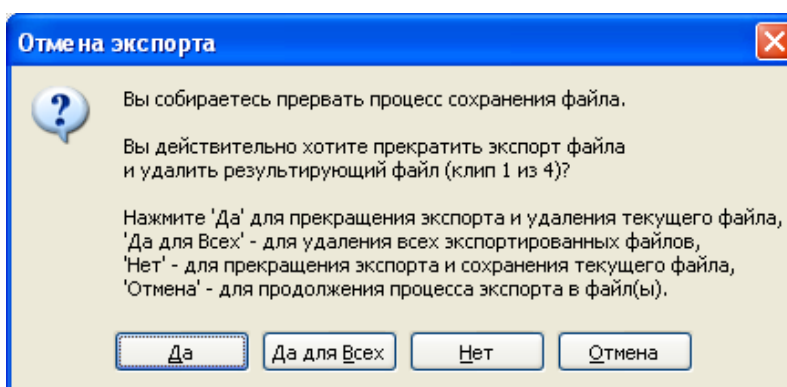 Отмена экспорта
Вы собираетесь прервать процесс сохранения файла.
Вы действительно хотите прекратить экспорт файла
и удалить результирующий файл (клип 1 из 4)?
Нажмите 'Да' для прекращения экспорта и удаления текущего файла,
'Да для Всех' - для удаления всех экспортированных файлов,
'Нет' - для прекращения экспорта и сохранения текущего файла,
'Отмена' - для продолжения процесса экспорта в файл(ы).
Да Да для Всех Нет Отмена